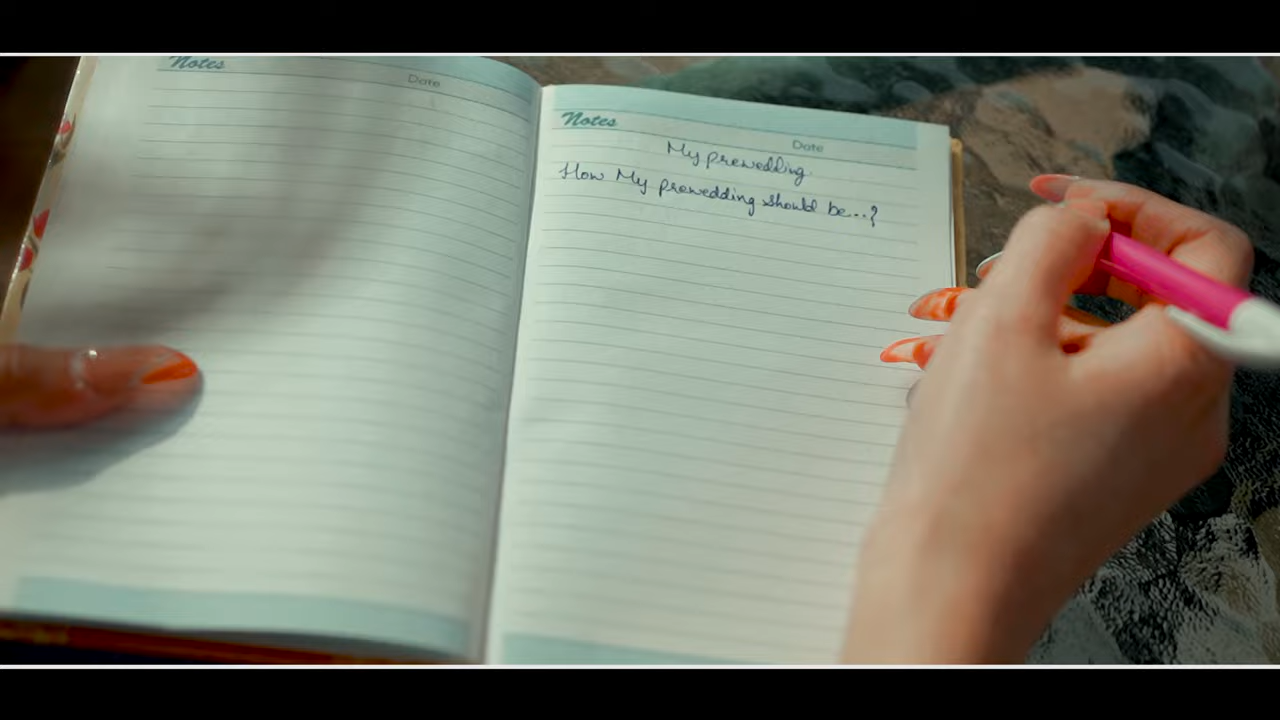 Notes
Date
Notes
Date
My prewedding.
How My prewedding should be...?